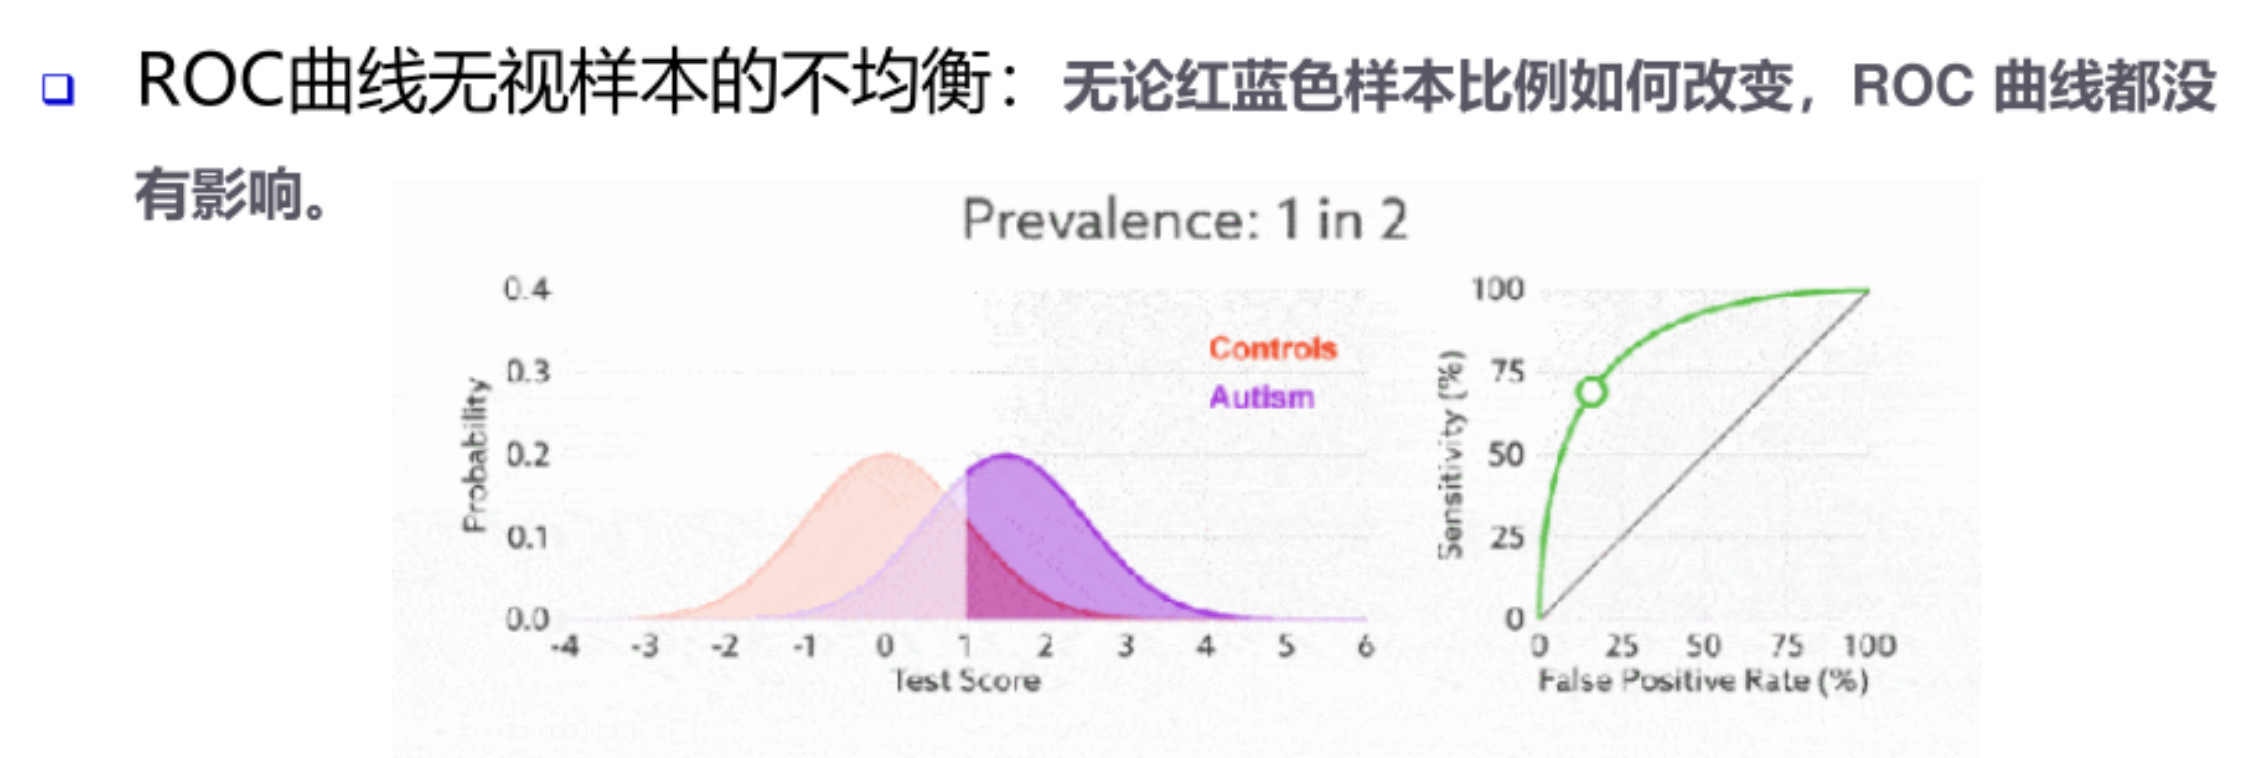 ROC曲线无视样本的不均衡：无论红蓝色样本比例如何改变，ROC 曲线都没
有影响。
Prevalence: 1 in 2
0.4
0.3
0.2
0.1
0.0
Probability
-4 -3 -2 -1 0 1 2 3 4 5 6
Test Score
Controls
Autism
100
75
50
25
0
Sensitivity (%)
0 25 50 75 100
False Positive Rate (%)